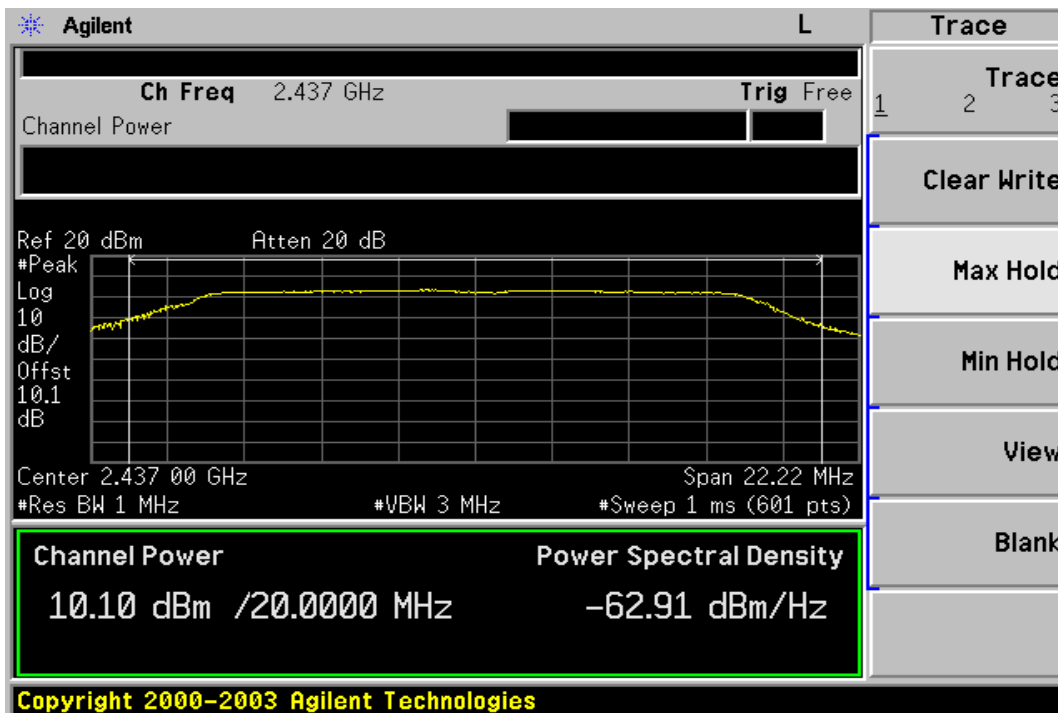 Agilent L Trace
Ch Freq 2.437 GHz Trig Free
Channel Power
Trace
1 2 3
Clear Write
Max Hold
Min Hold
View
Blank
Ref 20 dBm Atten 20 dB
#Peak
Log
10
dB/
Offst
10.1
dB
Center 2.437 00 GHz Span 22.22 MHz
#Res BW 1 MHz #VBW 3 MHz #Sweep 1 ms (601 pts)
Channel Power Power Spectral Density
10.10 dBm /20.0000 MHz -62.91 dBm/Hz
Copyright 2000-2003 Agilent Technologies